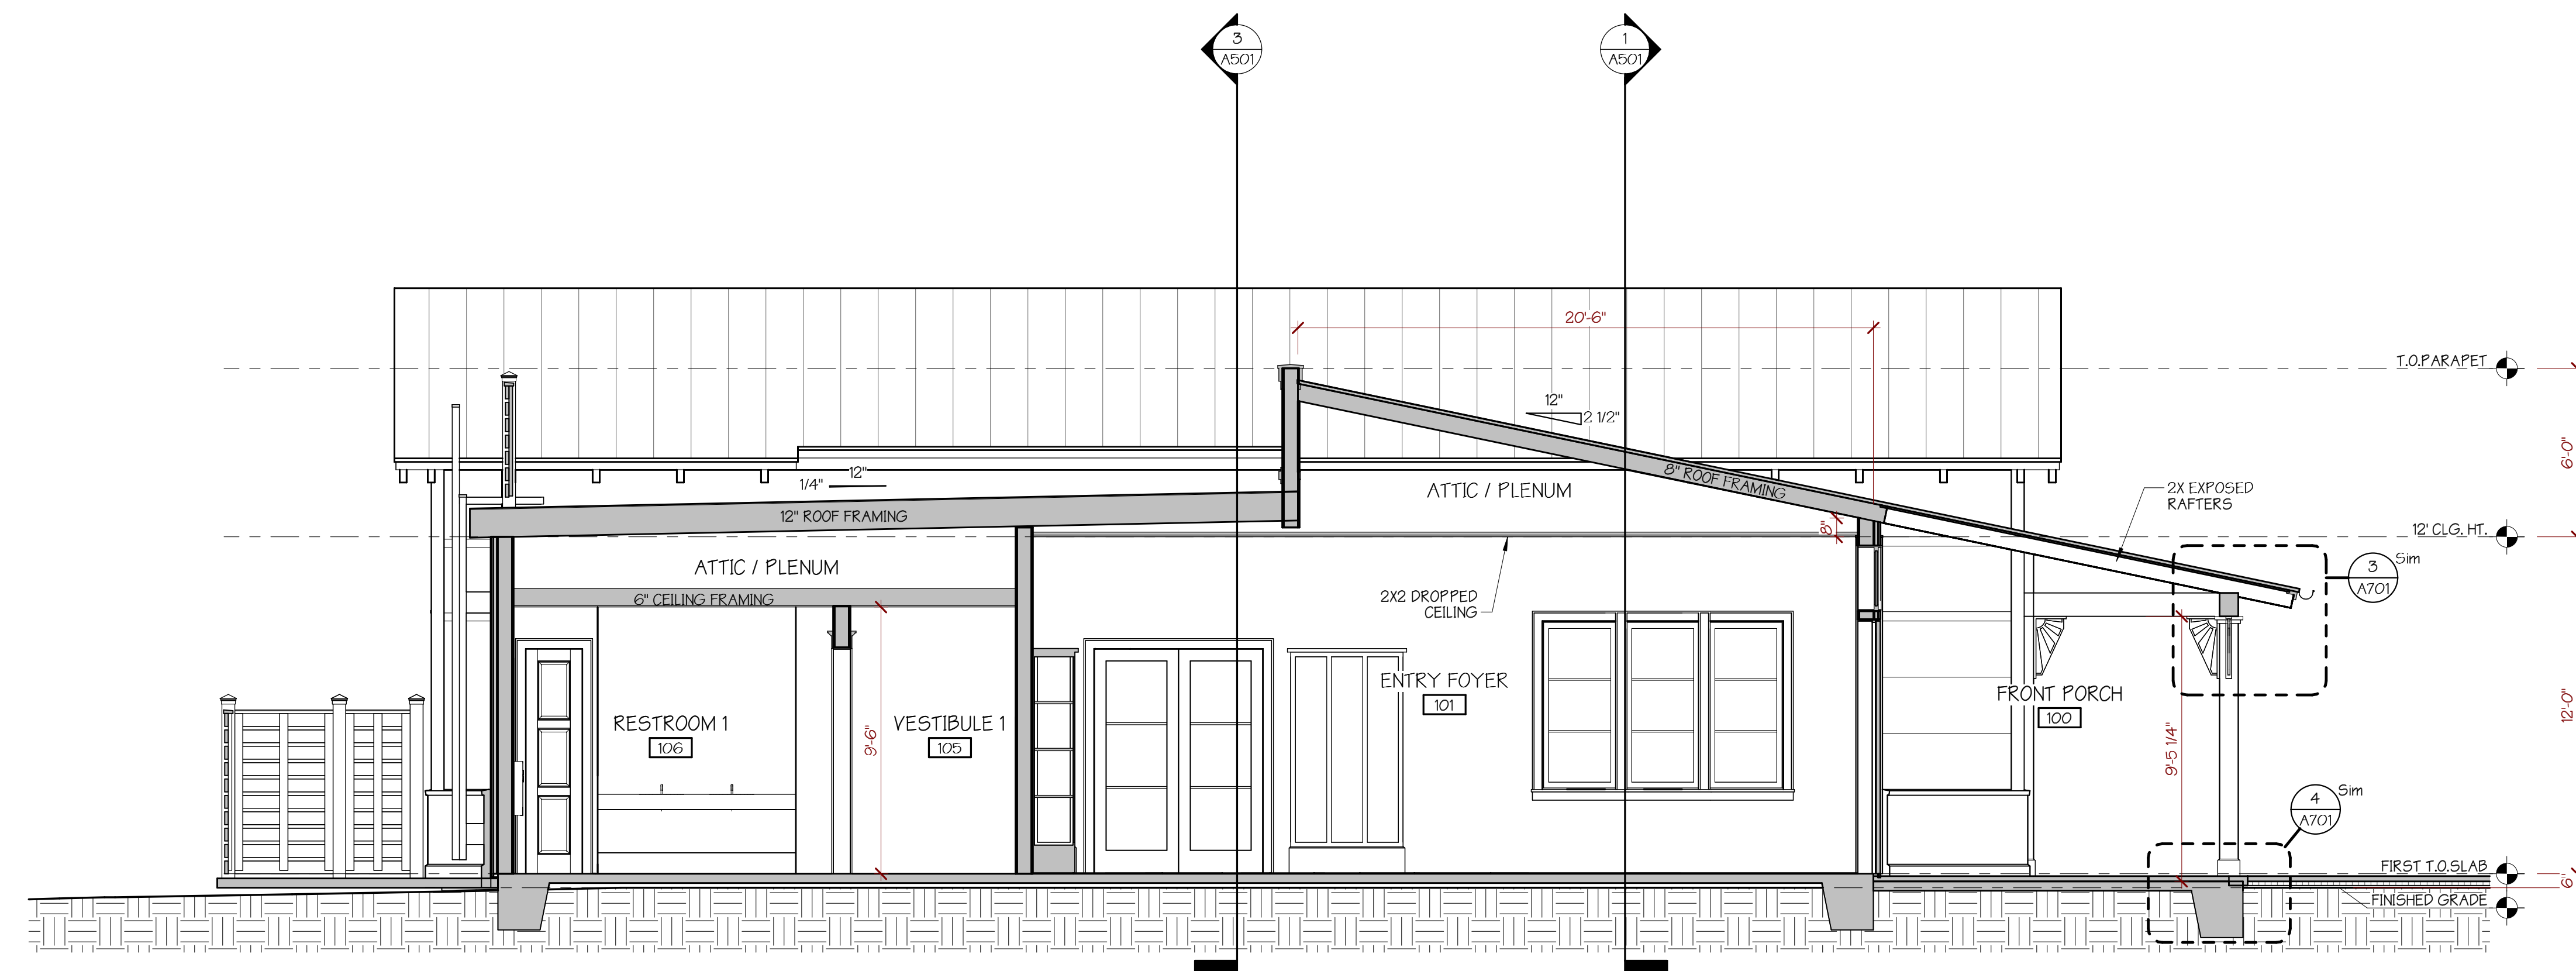 3
A501
1
A501
20'-6"
T.O.PARAPET
12"
2 1/2"
6'-0"
12"
1/4"
8" ROOF FRAMING
ATTIC / PLENUM
2X EXPOSED
RAFTERS
12" ROOF FRAMING
8"
12' CLG. HT.
ATTIC / PLENUM
3
A701
Sim
6" CEILING FRAMING
2X2 DROPPED
CEILING
ENTRY FOYER
101
FRONT PORCH
100
12'-0"
RESTROOM 1
106
9'-6"
VESTIBULE 1
105
9'-5 1/4"
4
A701
Sim
FIRST T.O.SLAB
6"
FINISHED GRADE